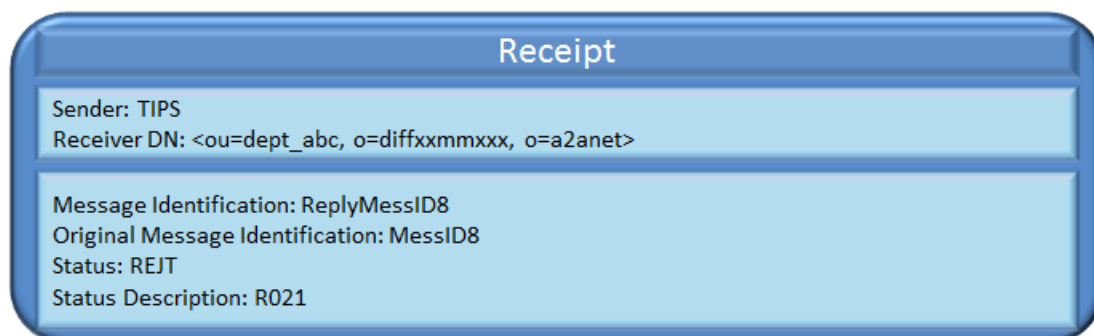 Receipt
Sender: TIPS
Receiver DN: <ou=dept_abc, o=diffxxmmxxx, o=a2anet>
Message Identification: ReplyMessID8
Original Message Identification: MessID8
Status: REJT
Status Description: R021